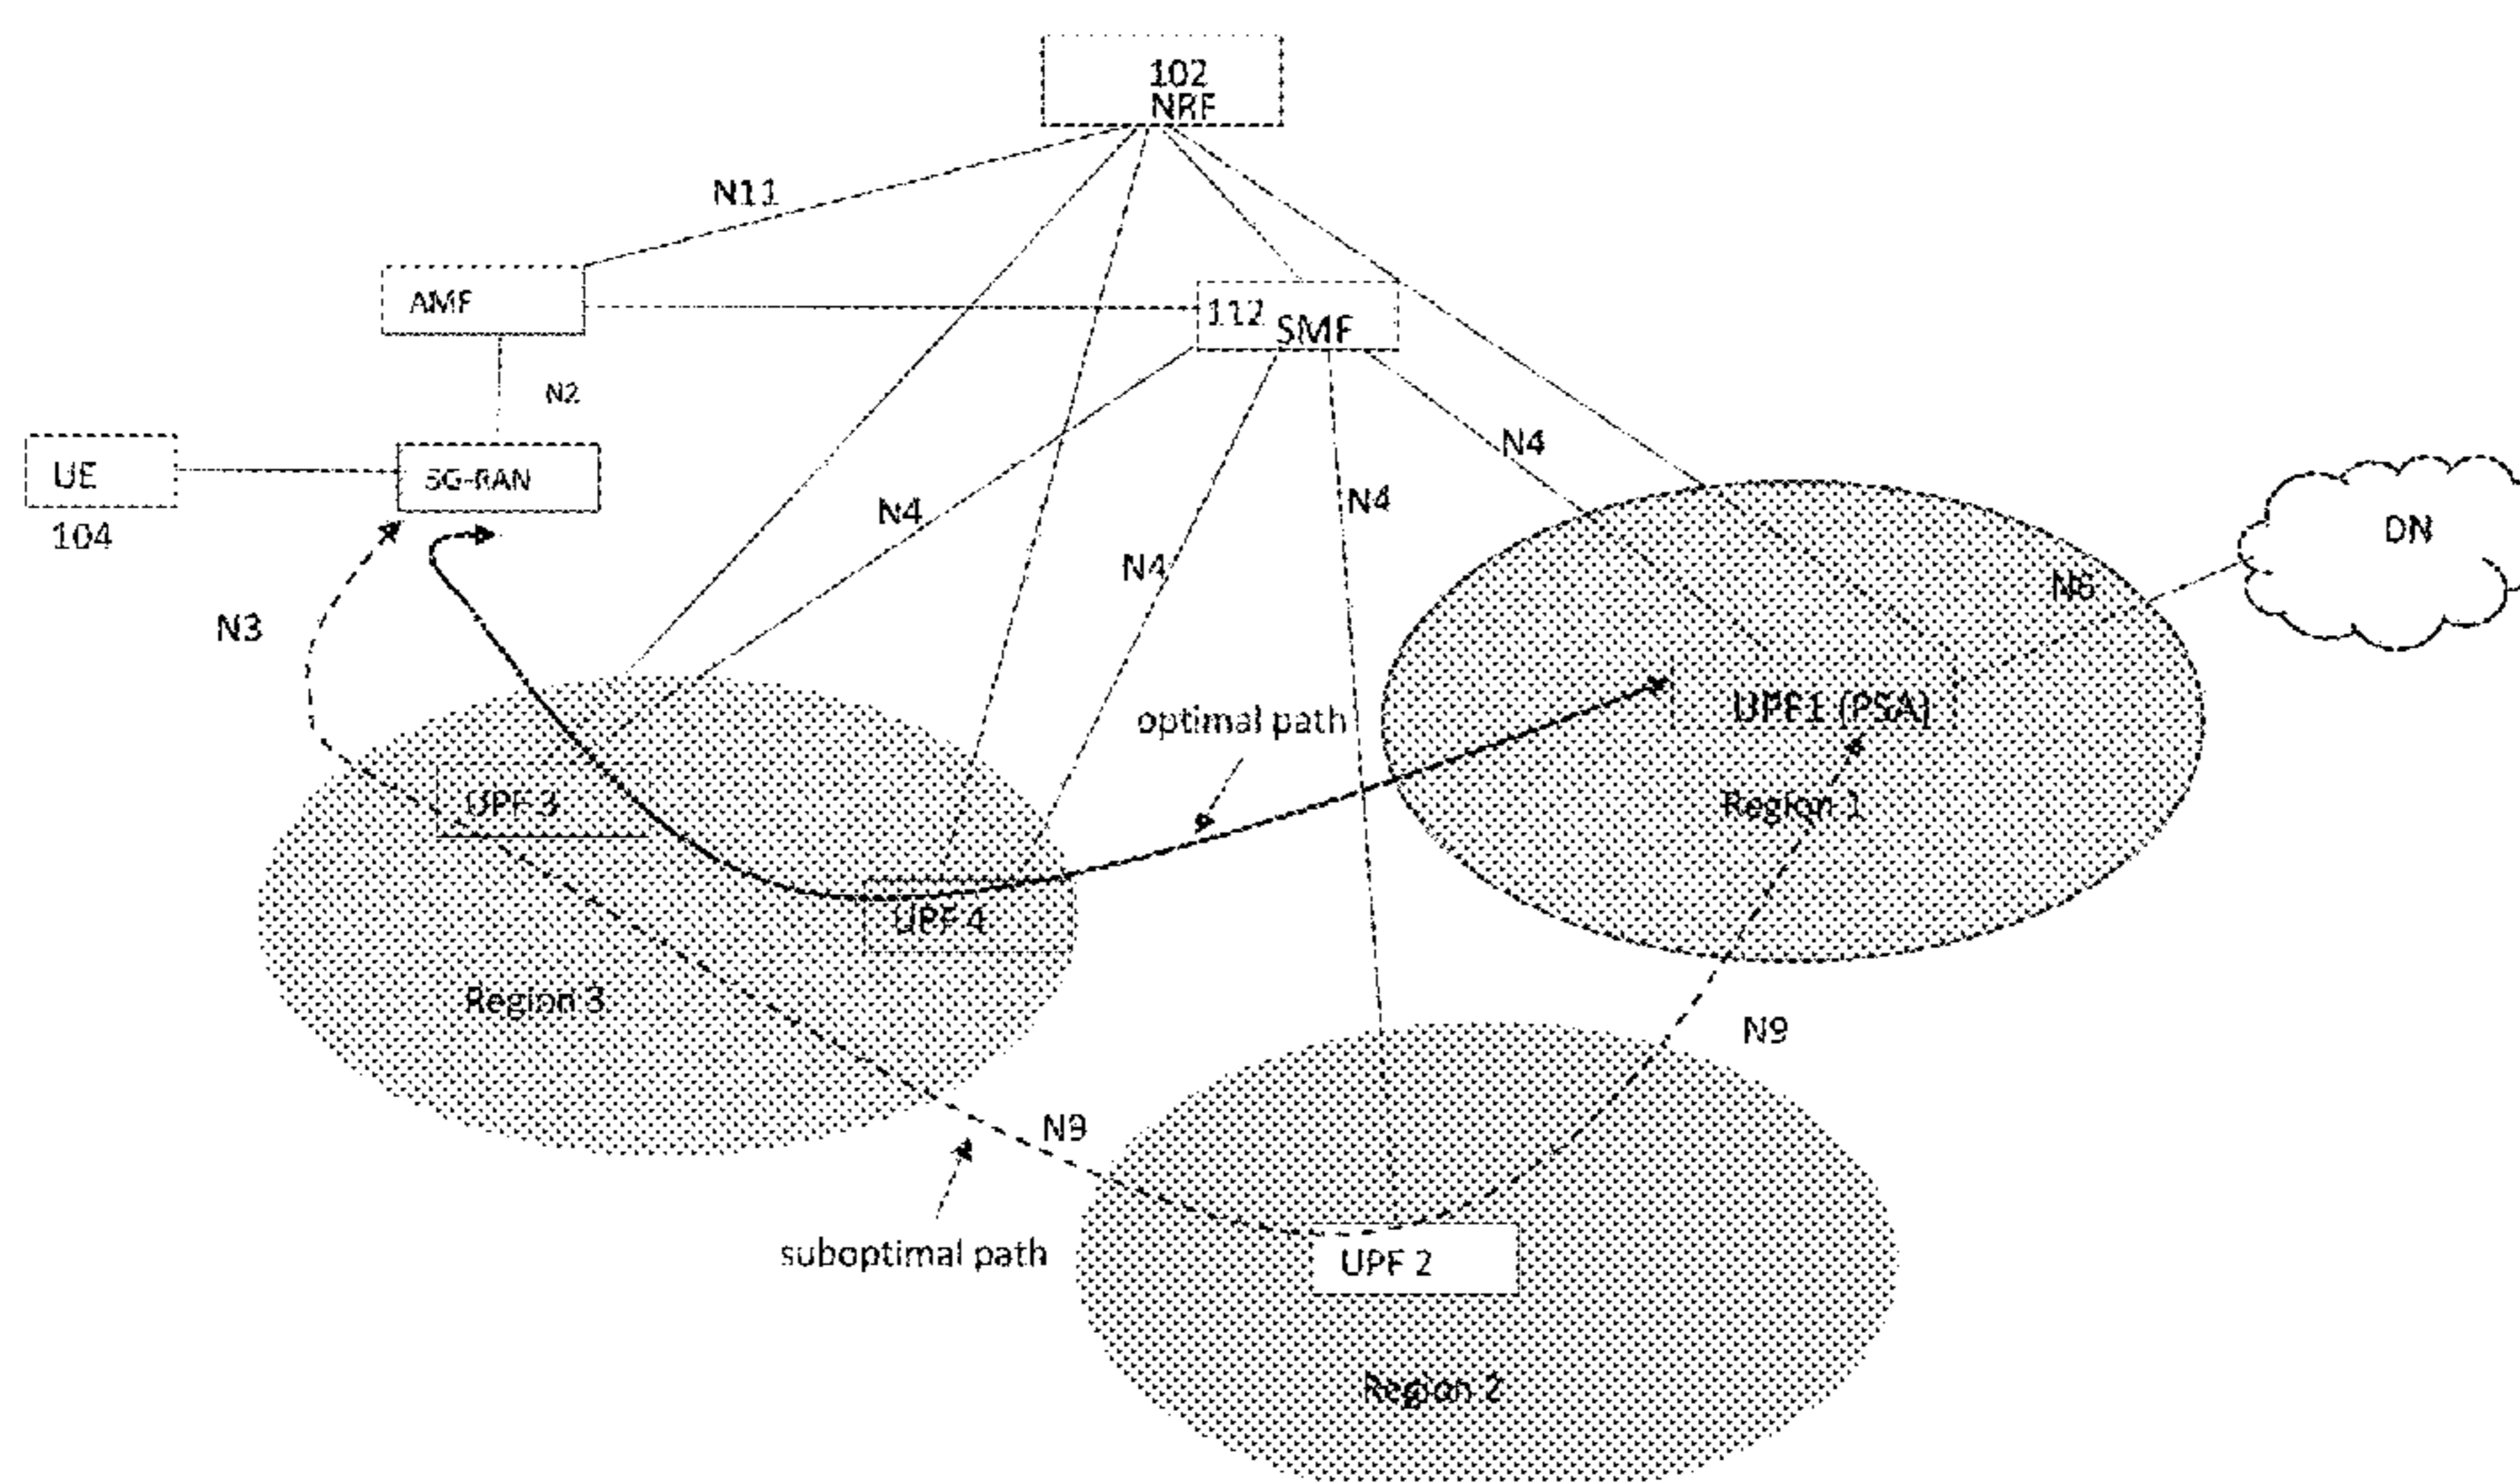 102
NRF
N11
AMF
112
SMF
N2
UE
5G-RAN
104
N4
N4
N4
N4
DN
N6
N3
optimal path
UPF1 (PSA)
UPF 3
Region 1
UPF 4
Region 3
N9
N9
suboptimal path
UPF 2
Region 2